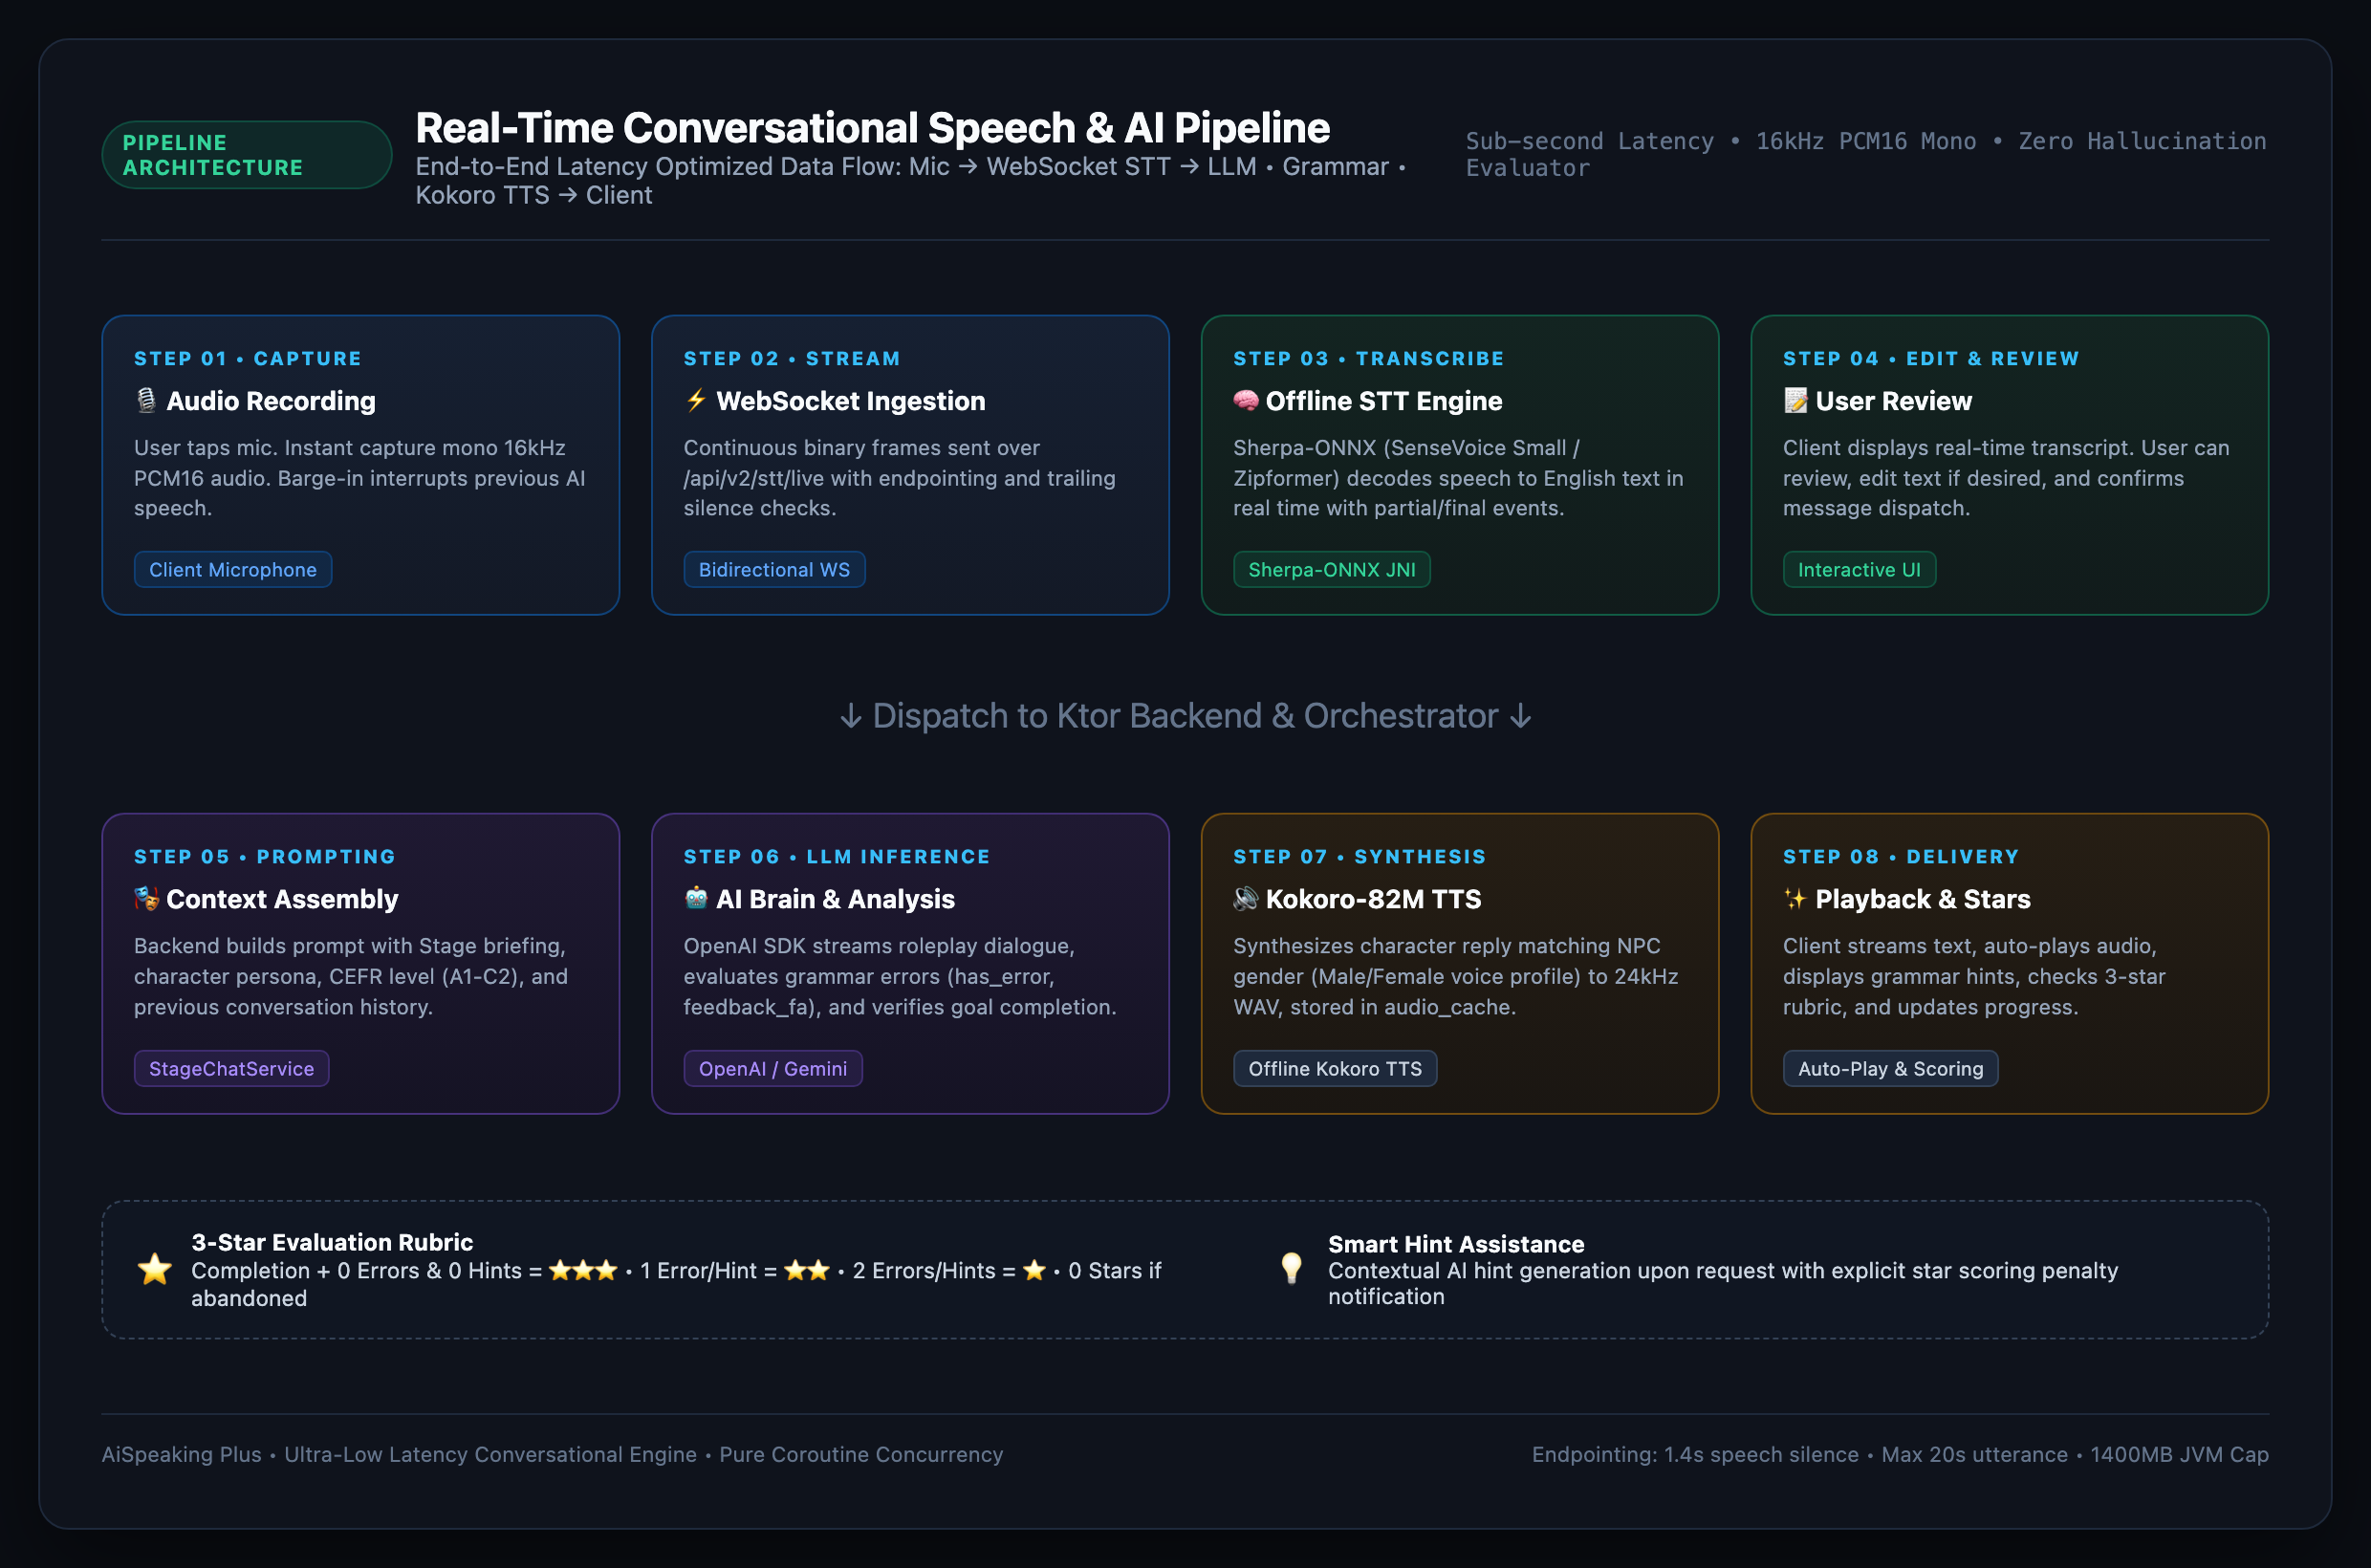 PIPELINE
ARCHITECTURE
Real-Time Conversational Speech & AI Pipeline
End-to-End Latency Optimized Data Flow: Mic → WebSocket STT → LLM • Grammar •
Kokoro TTS → Client
Sub-second Latency • 16kHz PCM16 Mono • Zero Hallucination
Evaluator
STEP 01 • CAPTURE
🎙️ Audio Recording
User taps mic. Instant capture mono 16kHz
PCM16 audio. Barge-in interrupts previous AI
speech.
Client Microphone
STEP 02 • STREAM
⚡ WebSocket Ingestion
Continuous binary frames sent over
/api/v2/stt/live with endpointing and trailing
silence checks.
Bidirectional WS
STEP 03 • TRANSCRIBE
🧠 Offline STT Engine
Sherpa-ONNX (SenseVoice Small /
Zipformer) decodes speech to English text in
real time with partial/final events.
Sherpa-ONNX JNI
STEP 04 • EDIT & REVIEW
📝 User Review
Client displays real-time transcript. User can
review, edit text if desired, and confirms
message dispatch.
Interactive UI
↓ Dispatch to Ktor Backend & Orchestrator ↓
STEP 05 • PROMPTING
🎭 Context Assembly
Backend builds prompt with Stage briefing,
character persona, CEFR level (A1-C2), and
previous conversation history.
StageChatService
STEP 06 • LLM INFERENCE
🤖 AI Brain & Analysis
OpenAI SDK streams roleplay dialogue,
evaluates grammar errors (has_error,
feedback_fa), and verifies goal completion.
OpenAI / Gemini
STEP 07 • SYNTHESIS
🔊 Kokoro-82M TTS
Synthesizes character reply matching NPC
gender (Male/Female voice profile) to 24kHz
WAV, stored in audio_cache.
Offline Kokoro TTS
STEP 08 • DELIVERY
✨ Playback & Stars
Client streams text, auto-plays audio,
displays grammar hints, checks 3-star
rubric, and updates progress.
Auto-Play & Scoring
3-Star Evaluation Rubric
Completion + 0 Errors & 0 Hints = ⭐⭐⭐ • 1 Error/Hint = ⭐⭐ • 2 Errors/Hints = ⭐ • 0 Stars if
abandoned
Smart Hint Assistance
Contextual AI hint generation upon request with explicit star scoring penalty
notification
AiSpeaking Plus • Ultra-Low Latency Conversational Engine • Pure Coroutine Concurrency
Endpointing: 1.4s speech silence • Max 20s utterance • 1400MB JVM Cap